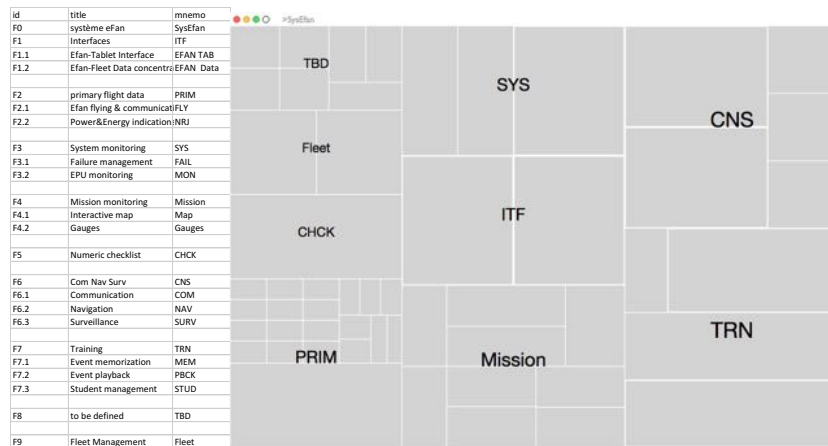 id title mnemo
F0 système eFan SysEfan
F1 Interfaces ITF
F1.1 Efan-Tablet Interface EFAN TAB
F1.2 Efan-Fleet Data concentra EFAN Data
F2 primary flight data PRIM
F2.1 Efan flying & communicat FLY
F2.2 Power&Energy indication NRJ
F3 System monitoring SYS
F3.1 Failure management FAIL
F3.2 EPU monitoring MON
F4 Mission monitoring Mission
F4.1 Interactive map Map
F4.2 Gauges Gauges
F5 Numeric checklist CHCK
F6 Com Nav Surv CNS
F6.1 Communication COM
F6.2 Navigation NAV
F6.3 Surveillance SURV
F7 Training TRN
F7.1 Event memorization MEM
F7.2 Event playback PBCK
F7.3 Student management STUD
F8 to be defined TBD
F9 Fleet Management Fleet
>SysEfan
TBD
SYS
CNS
Fleet
ITF
CHCK
TRN
PRIM
Mission